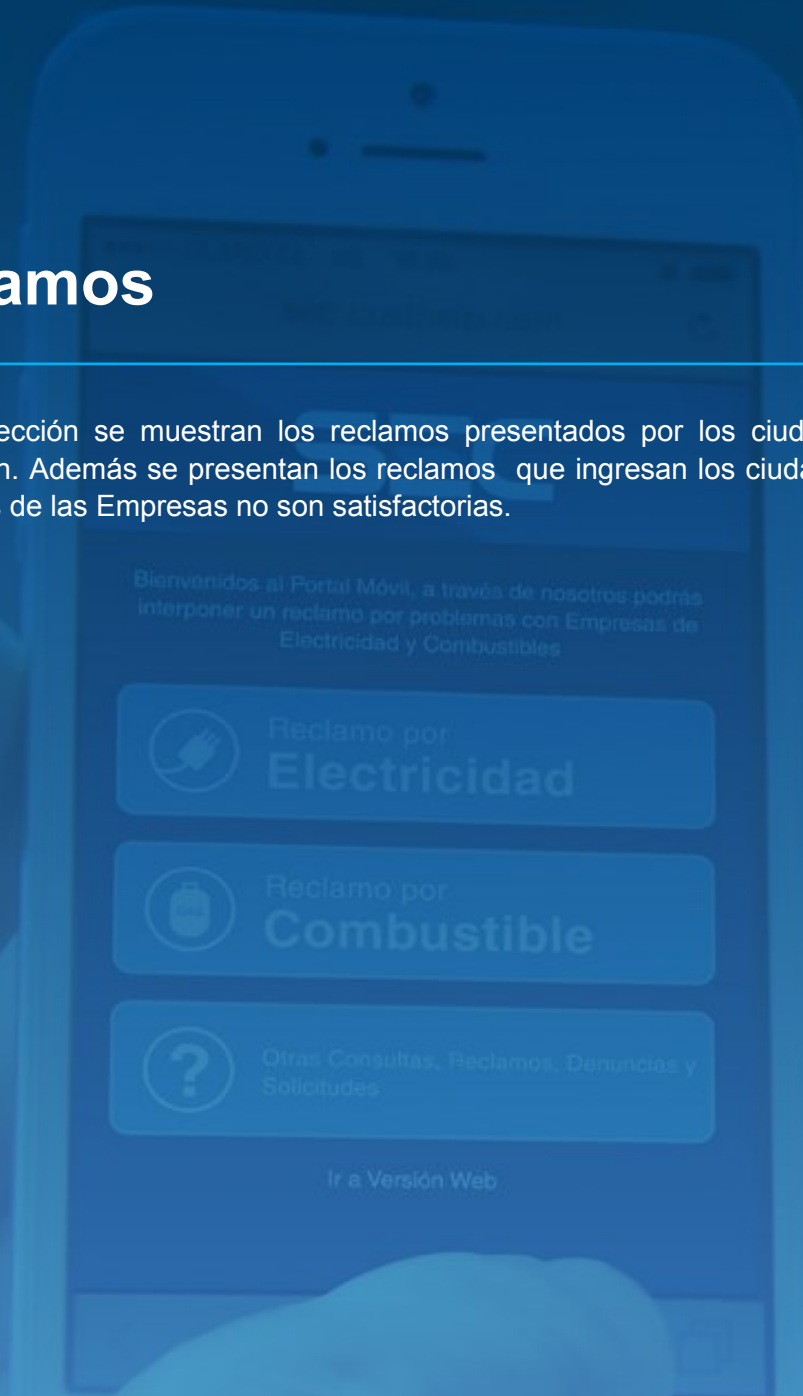 amos
ección se muestran los reclamos presentados por los ciud
n. Además se presentan los reclamos que ingresan los ciuda
s de las Empresas no son satisfactorias.
SEC
Bienvenidos al Portal Móvil, a través de nosotros podrás
interponer un reclamo por problemas con Empresas de
Electricidad y Combustibles
Reclamo por
Electricidad
Reclamo por
Combustible
Otras Consultas, Reclamos, Denuncias y
Solicitudes
Ir a Versión Web